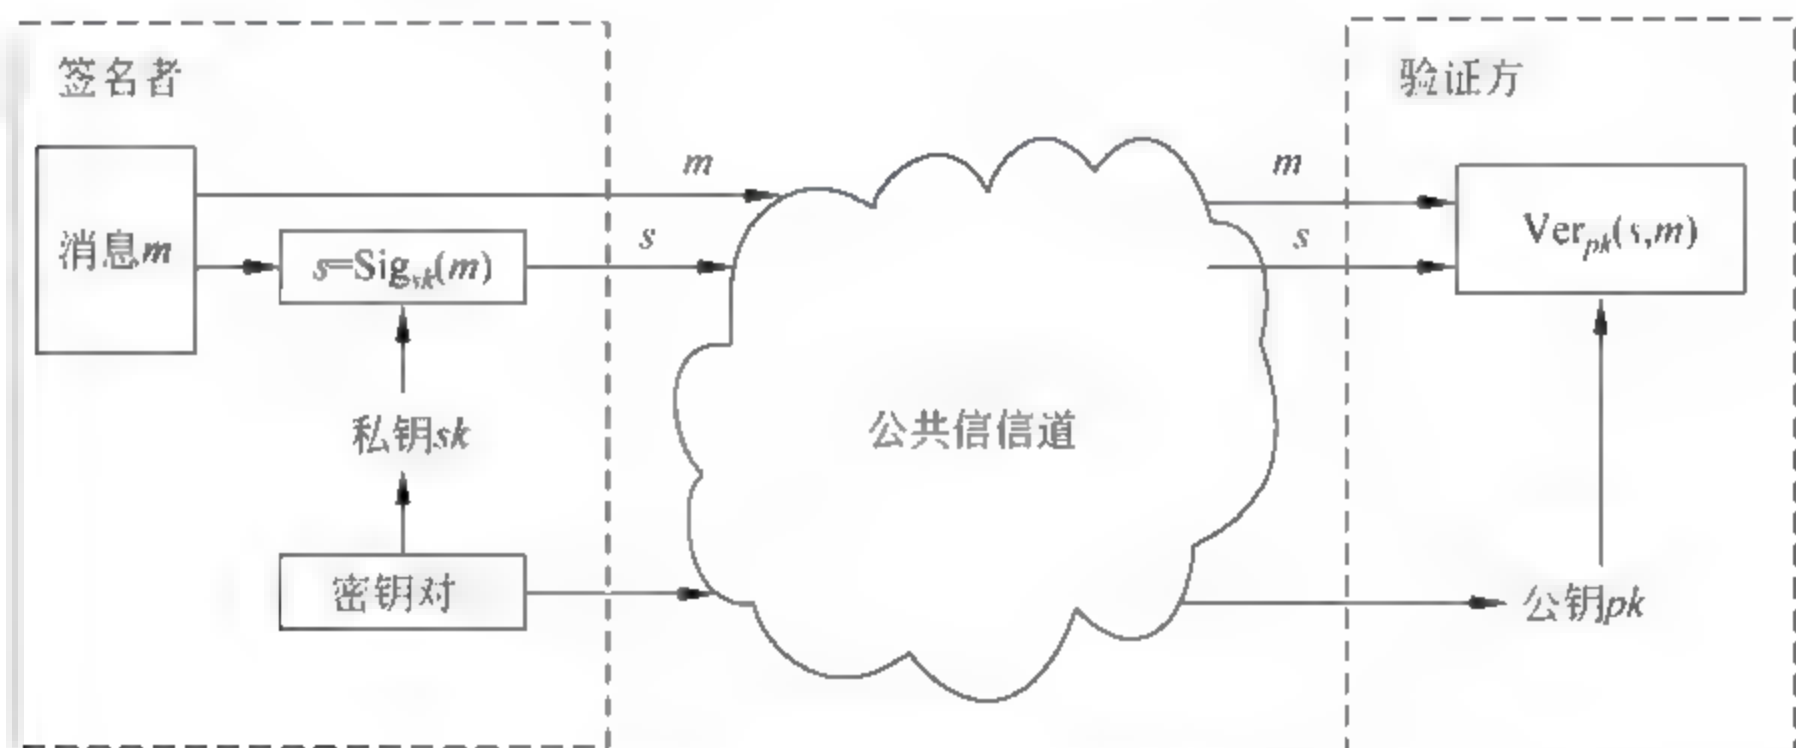 签名者
验证方
m
m
消息m
s=Sig_sk(m)
s
s
Ver_pk(s,m)
私钥sk
公共信信道
密钥对
公钥pk